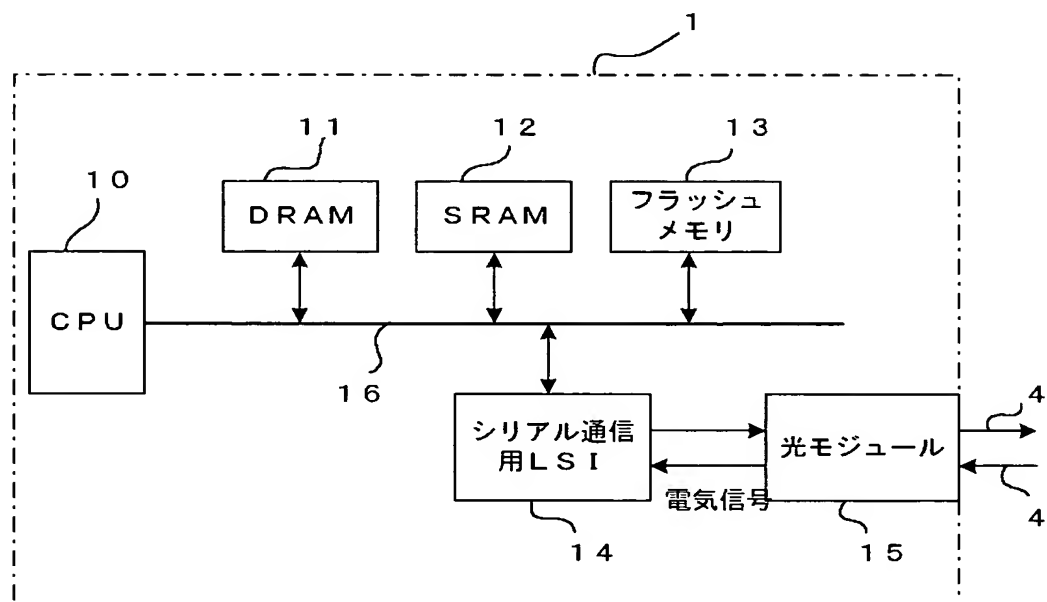 1
11
12
13
10
DRAM
SRAM
フラッシュ
メモリ
CPU
16
シリアル通信
用LSI
光モジュール
4
4
電気信号
14
15